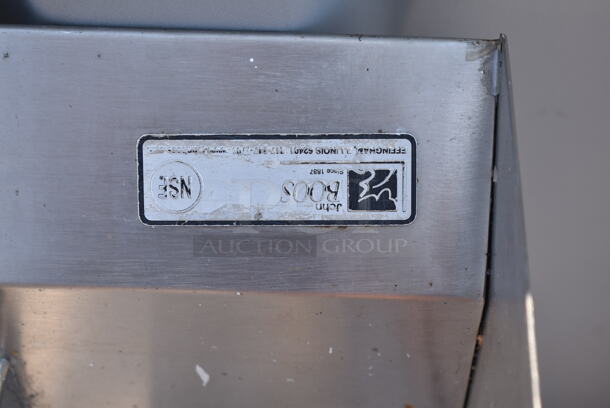 John
BOOS
Since 1887
NSF
EFFINGHAM, ILLINOIS 62401
AUCTION GROUP